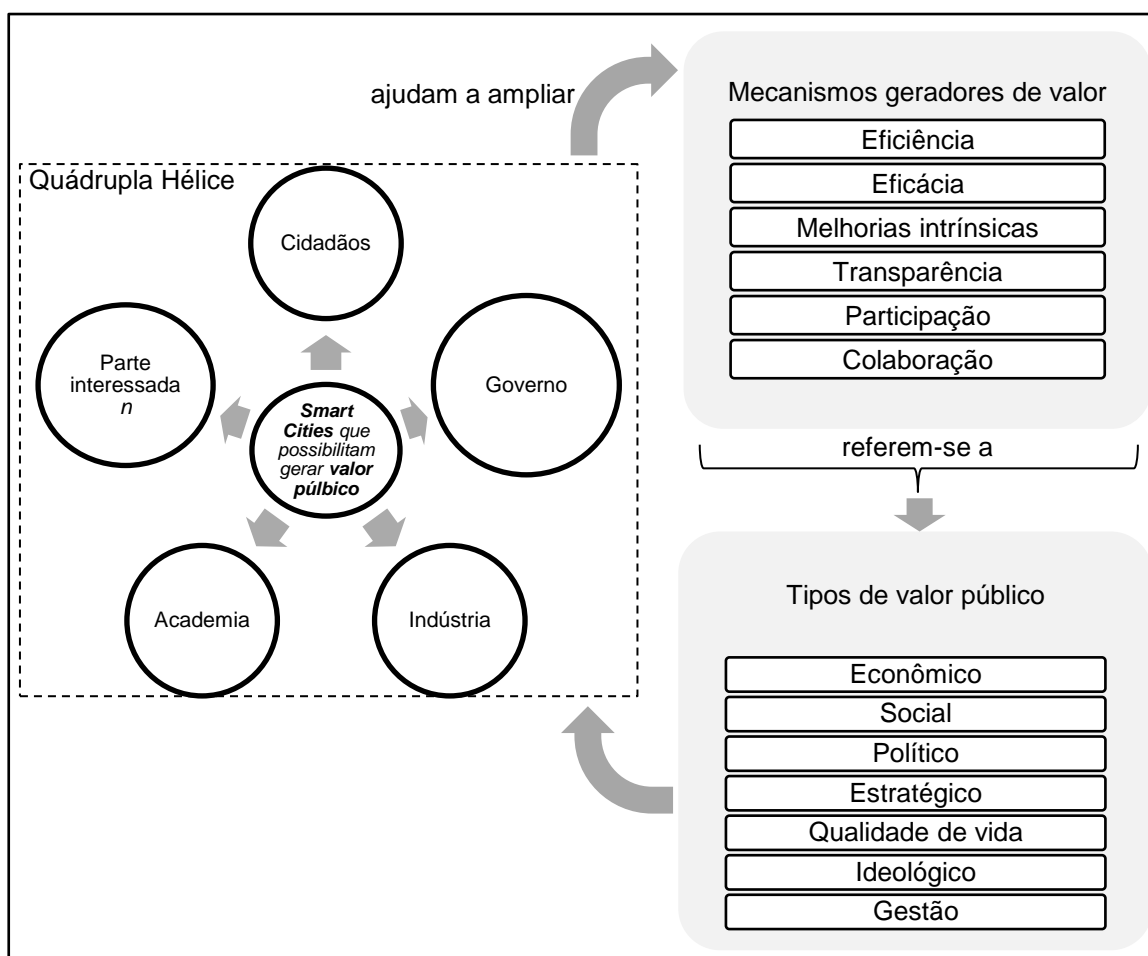 ajudam a ampliar
Quádrupla Hélice
Cidadãos
Parte
interessada
n
Governo
Smart
Cities que
possibilitam
gerar valor
púlbico
Academia
Indústria
Mecanismos geradores de valor
Eficiência
Eficácia
Melhorias intrínsicas
Transparência
Participação
Colaboração
referem-se a
Tipos de valor público
Econômico
Social
Político
Estratégico
Qualidade de vida
Ideológico
Gestão